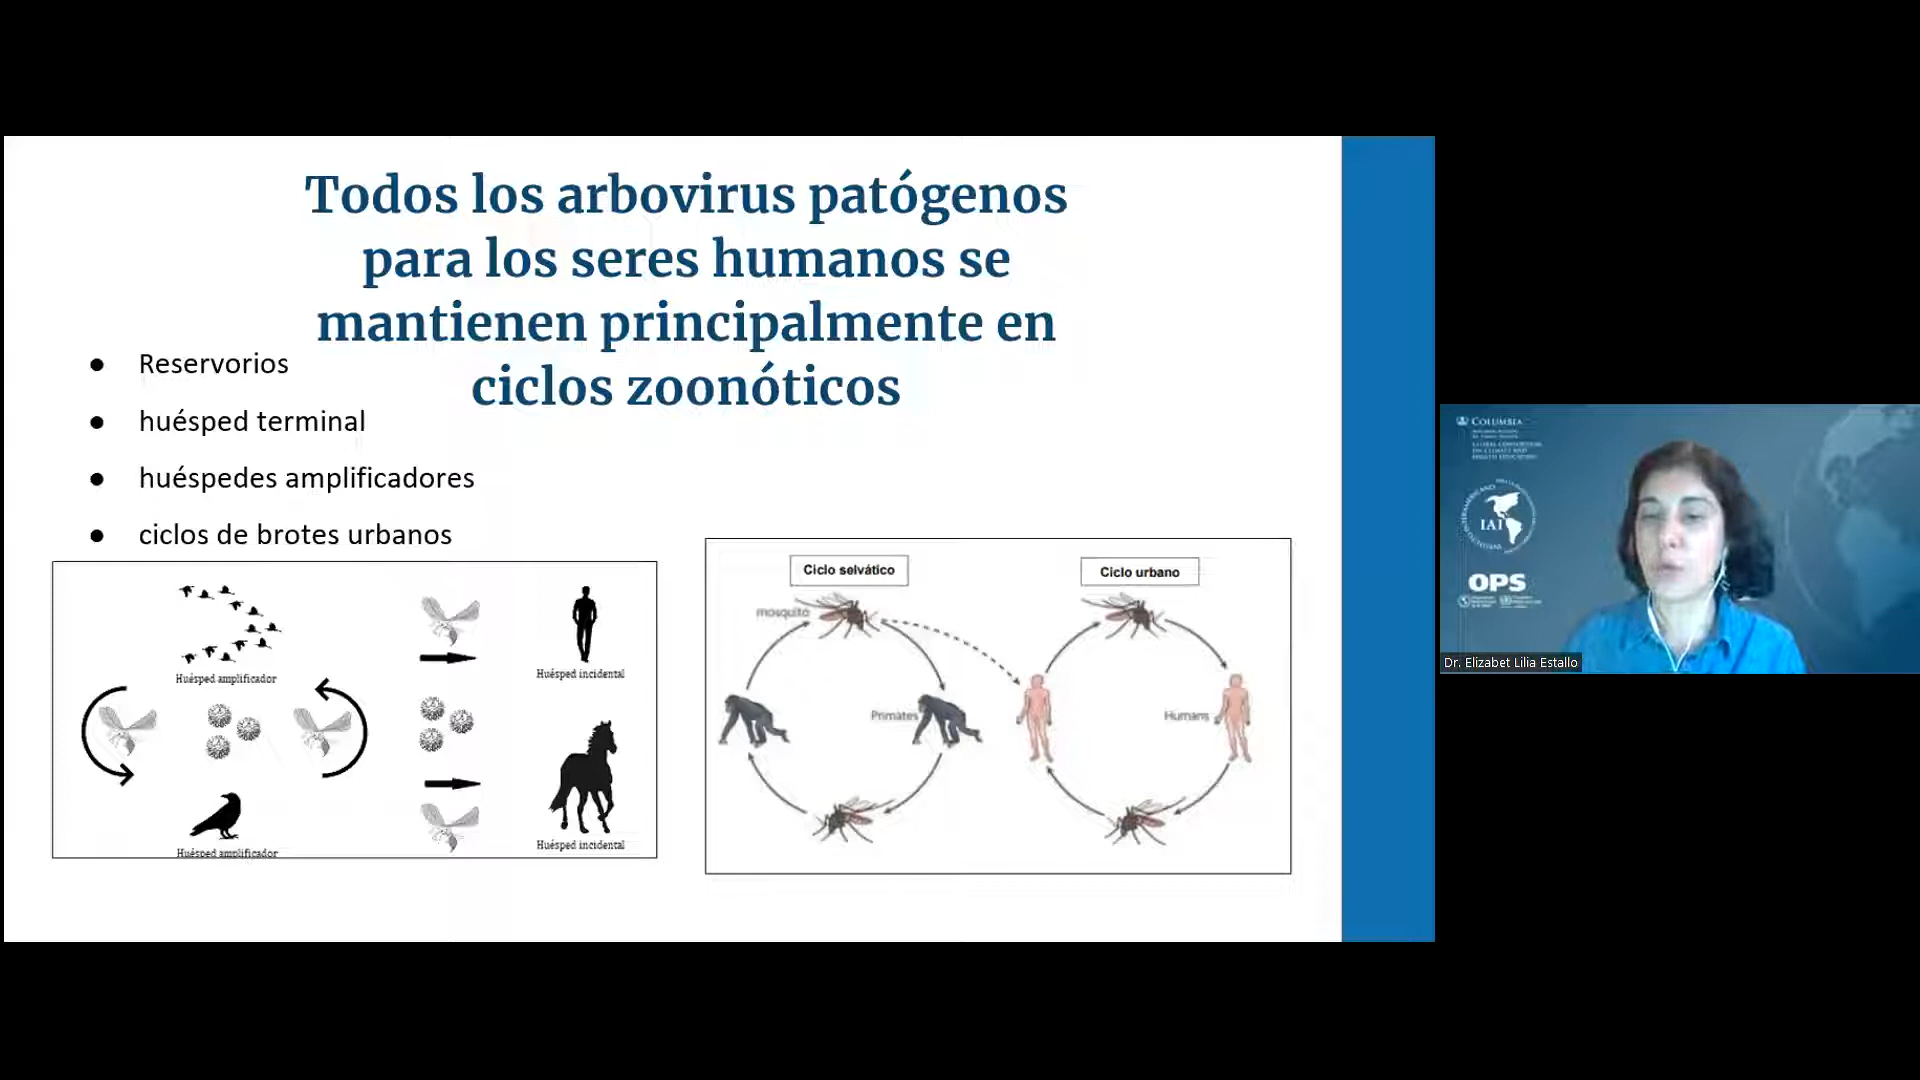 Todos los arbovirus patógenos
para los seres humanos se
mantienen principalmente en
ciclos zoonóticos
● Reservorios
● huésped terminal
● huéspedes amplificadores
● ciclos de brotes urbanos
Huésped amplificador
Huésped incidental
Huésped amplificador
Huésped incidental
Ciclo selvático
Ciclo urbano
mosquito
Primates
Humans
COLUMBIA
IAI
OPS
Dr. Elizabet Lilia Estallo